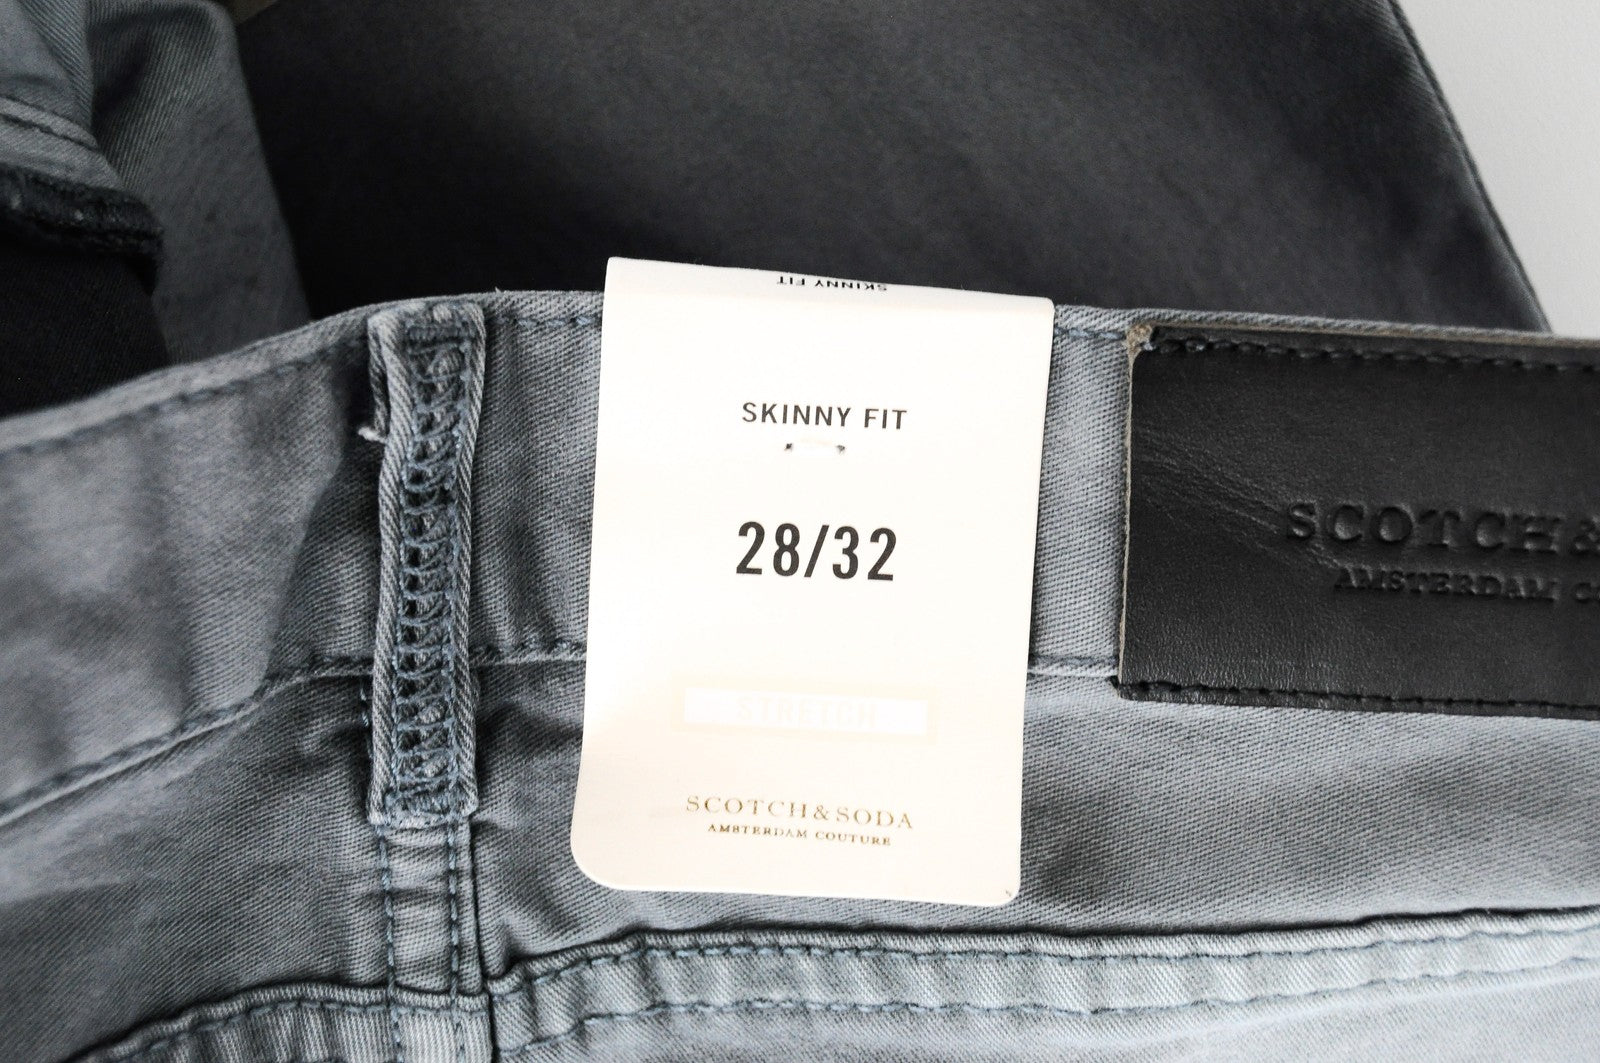 SKINNY FIT
SKINNY FIT
28/32
STRETCH
SCOTCH&SODA
AMSTERDAM COUTURE
SCOTCH&
AMSTERDAM C